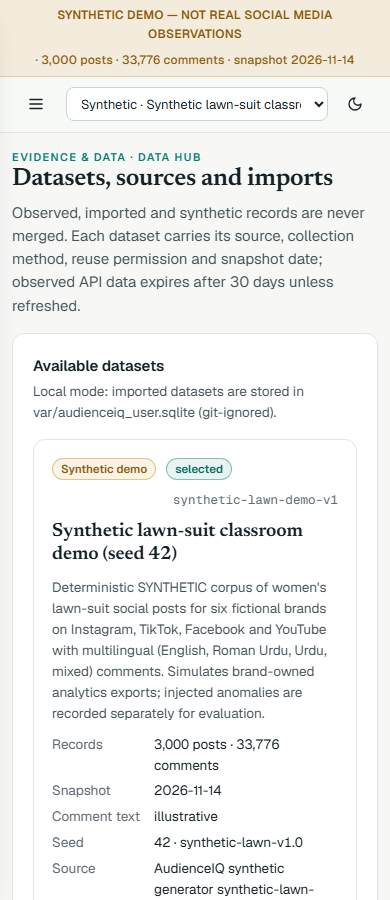 SYNTHETIC DEMO — NOT REAL SOCIAL MEDIA
OBSERVATIONS
· 3,000 posts · 33,776 comments · snapshot 2026-11-14
Synthetic · Synthetic lawn-suit classr
EVIDENCE & DATA · DATA HUB
Datasets, sources and imports
Observed, imported and synthetic records are never
merged. Each dataset carries its source, collection
method, reuse permission and snapshot date;
observed API data expires after 30 days unless
refreshed.
Available datasets
Local mode: imported datasets are stored in
var/audienceiq_user.sqlite (git-ignored).
Synthetic demo selected
synthetic-lawn-demo-v1
Synthetic lawn-suit classroom
demo (seed 42)
Deterministic SYNTHETIC corpus of women's
lawn-suit social posts for six fictional brands
on Instagram, TikTok, Facebook and YouTube
with multilingual (English, Roman Urdu, Urdu,
mixed) comments. Simulates brand-owned
analytics exports; injected anomalies are
recorded separately for evaluation.
Records 3,000 posts · 33,776
comments
Snapshot 2026-11-14
Comment text illustrative
Seed 42 · synthetic-lawn-v1.0
Source AudienceIQ synthetic
generator synthetic-lawn-